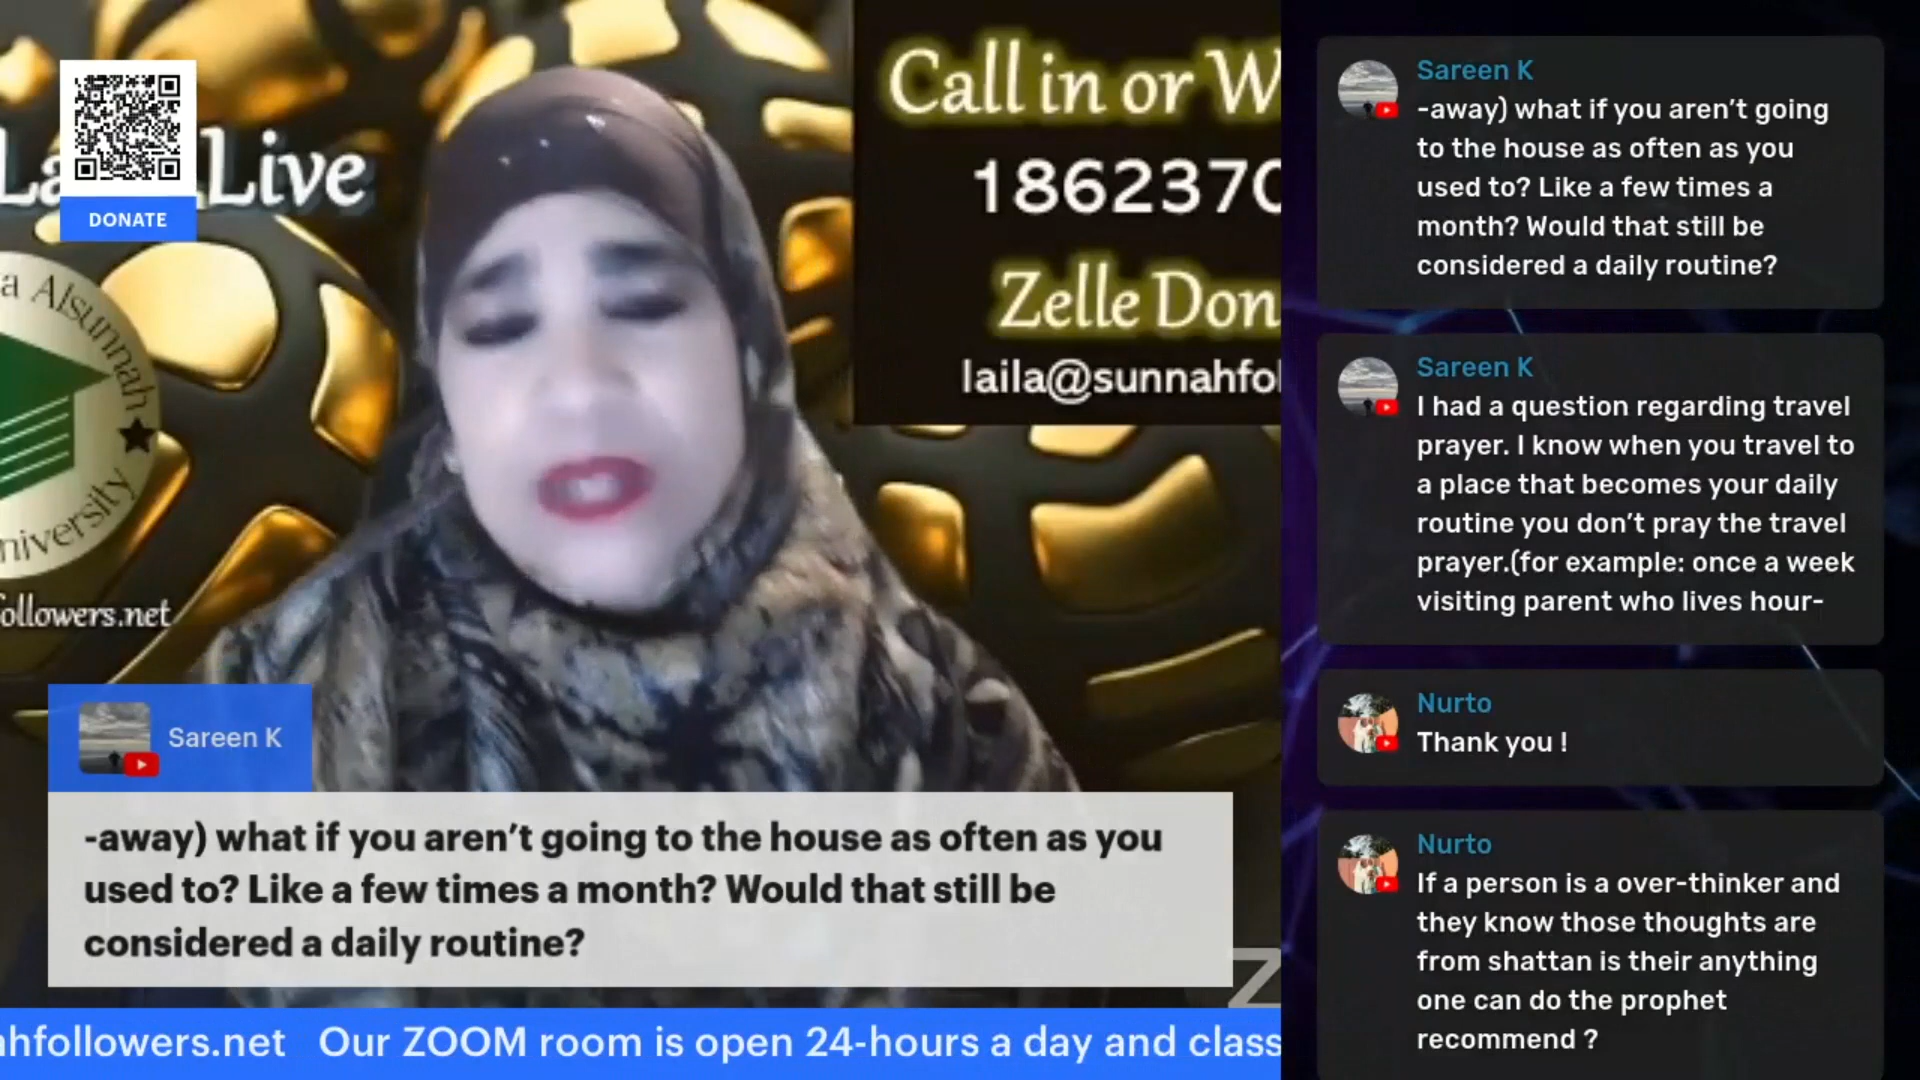 Live
DONATE
Call in or W
1862370
Zelle Don
laila@sunnahfol
a Alsunnah
niversity
ollowers.net
Sareen K
-away) what if you aren’t going to the house as often as you
used to? Like a few times a month? Would that still be
considered a daily routine?
ahfollowers.net Our ZOOM room is open 24-hours a day and class
Sareen K
-away) what if you aren’t going
to the house as often as you
used to? Like a few times a
month? Would that still be
considered a daily routine?
Sareen K
I had a question regarding travel
prayer. I know when you travel to
a place that becomes your daily
routine you don’t pray the travel
prayer.(for example: once a week
visiting parent who lives hour-
Nurto
Thank you !
Nurto
If a person is a over-thinker and
they know those thoughts are
from shattan is their anything
one can do the prophet
recommend ?